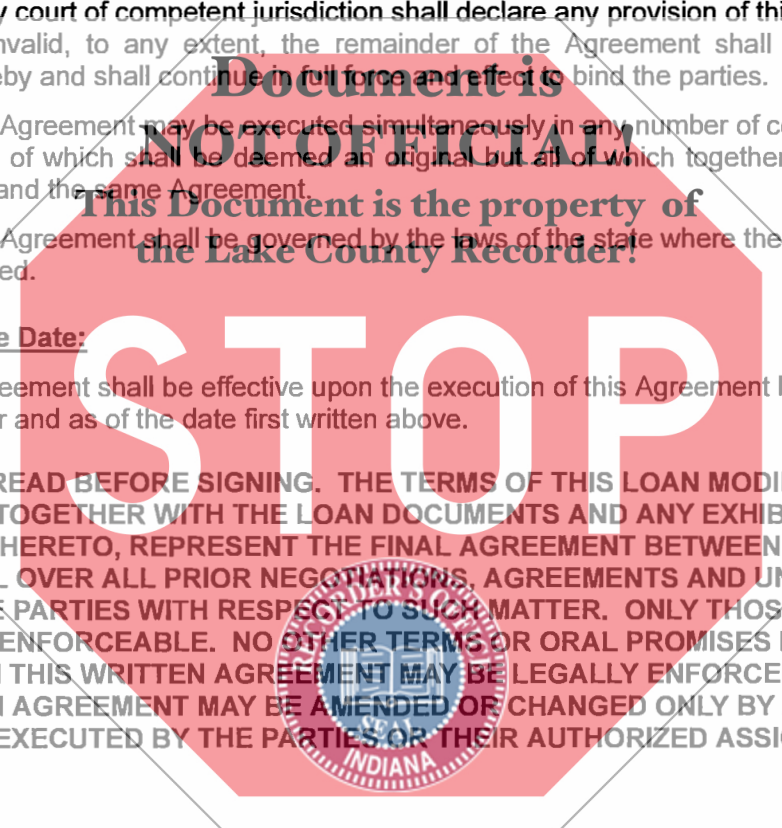 y court of competent jurisdiction shall declare any provision of thi
nvalid, to any extent, the remainder of the Agreement shall
eby and shall continue in full force and effect to bind the parties.
Document is
Agreement may be executed simultaneously in any number of c
NOT OFFICIAL!
of which shall be deemed an original but all of which together
and the same Agreement.
This Document is the property of
Agreement shall be governed by the laws of the state where the
the Lake County Recorder!
ed.
e Date:
STOP
eement shall be effective upon the execution of this Agreement
r and as of the date first written above.
READ BEFORE SIGNING. THE TERMS OF THIS LOAN MODI
TOGETHER WITH THE LOAN DOCUMENTS AND ANY EXHIB
HERETO, REPRESENT THE FINAL AGREEMENT BETWEEN
L OVER ALL PRIOR NEGOTIATIONS, AGREEMENTS AND UN
E PARTIES WITH RESPECT TO SUCH MATTER. ONLY THOS
ENFORCEABLE. NO OTHER TERMS OR ORAL PROMISES
THIS WRITTEN AGREEMENT MAY BE LEGALLY ENFORCE
AGREEMENT MAY BE AMENDED OR CHANGED ONLY BY
EXECUTED BY THE PARTIES OR THEIR AUTHORIZED ASSI
RECORDER'S OFFICE
SEAL
INDIANA